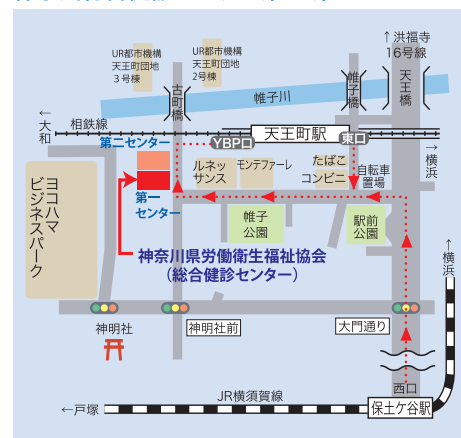 UR都市機構
天王町団地
3号棟
UR都市機構
天王町団地
2号棟
古町橋
帷子川
帷子橋
↑洪福寺
16号線
天王橋
←大和
相鉄線
天王町駅
YBP口
東口
→横浜
第二センター
第一
センター
ルネッ
サンス
モンテファーレ
たばこ
コンビニ
自転車
置場
ヨコハマ
ビジネスパーク
帷子
公園
駅前
公園
神奈川県労働衛生福祉協会
(総合健診センター)
→横浜
神明社
神明社前
大門通り
西口
JR横須賀線
←戸塚
保土ケ谷駅